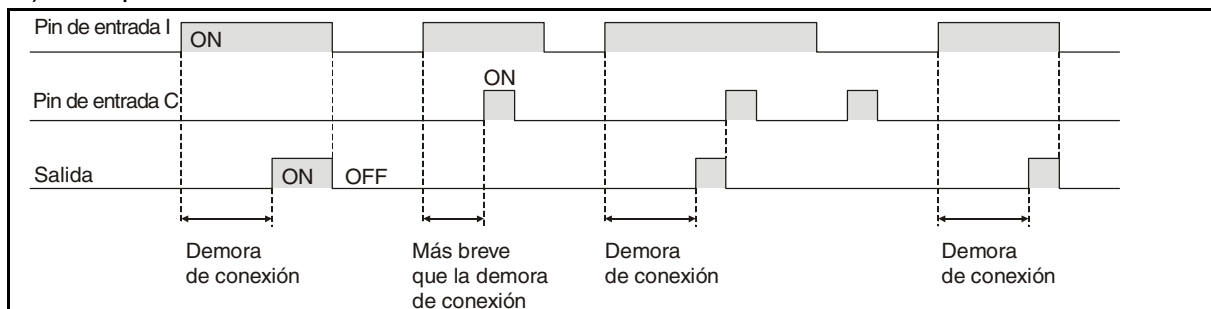 Pin de entrada I
ON
ON
Pin de entrada C
Salida
ON
OFF
Demora
de conexión
Más breve
que la demora
de conexión
Demora
de conexión
Demora
de conexión